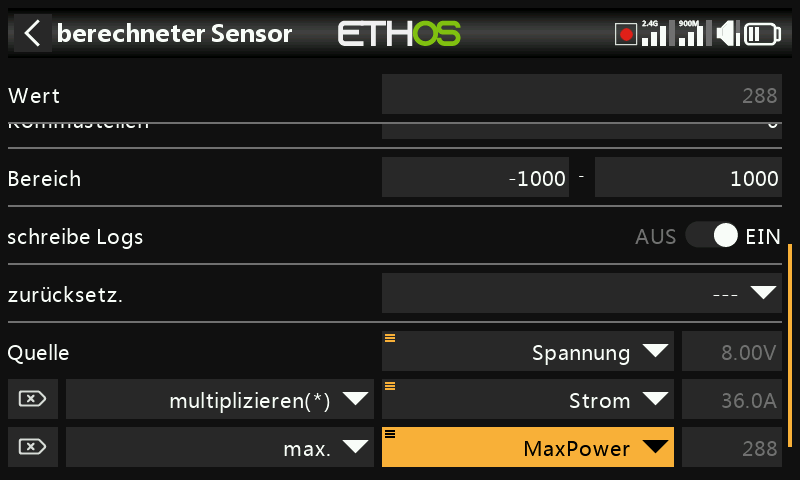 berechneter Sensor ETHOS 2.4G 900M
Wert 288
Kommastellen 0
Bereich -1000 - 1000
schreibe Logs AUS EIN
zurücksetz. ---
Quelle Spannung 8.00V
multiplizieren(*) Strom 36.0A
max. MaxPower 288